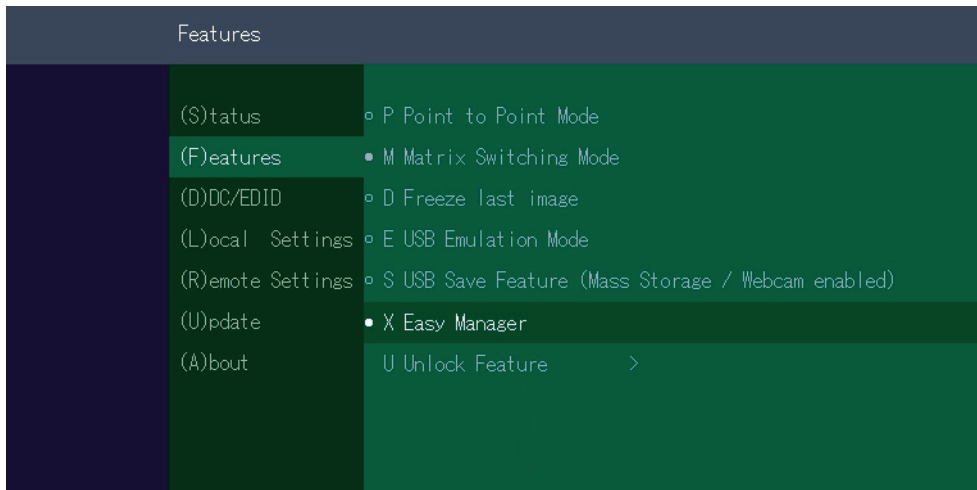 Features
(S)tatus
(F)eatures
(D)DC/EDID
(L)ocal Settings
(R)emote Settings
(U)pdate
(A)bout
P Point to Point Mode
M Matrix Switching Mode
D Freeze last image
E USB Emulation Mode
S USB Save Feature (Mass Storage / Webcam enabled)
X Easy Manager
U Unlock Feature >